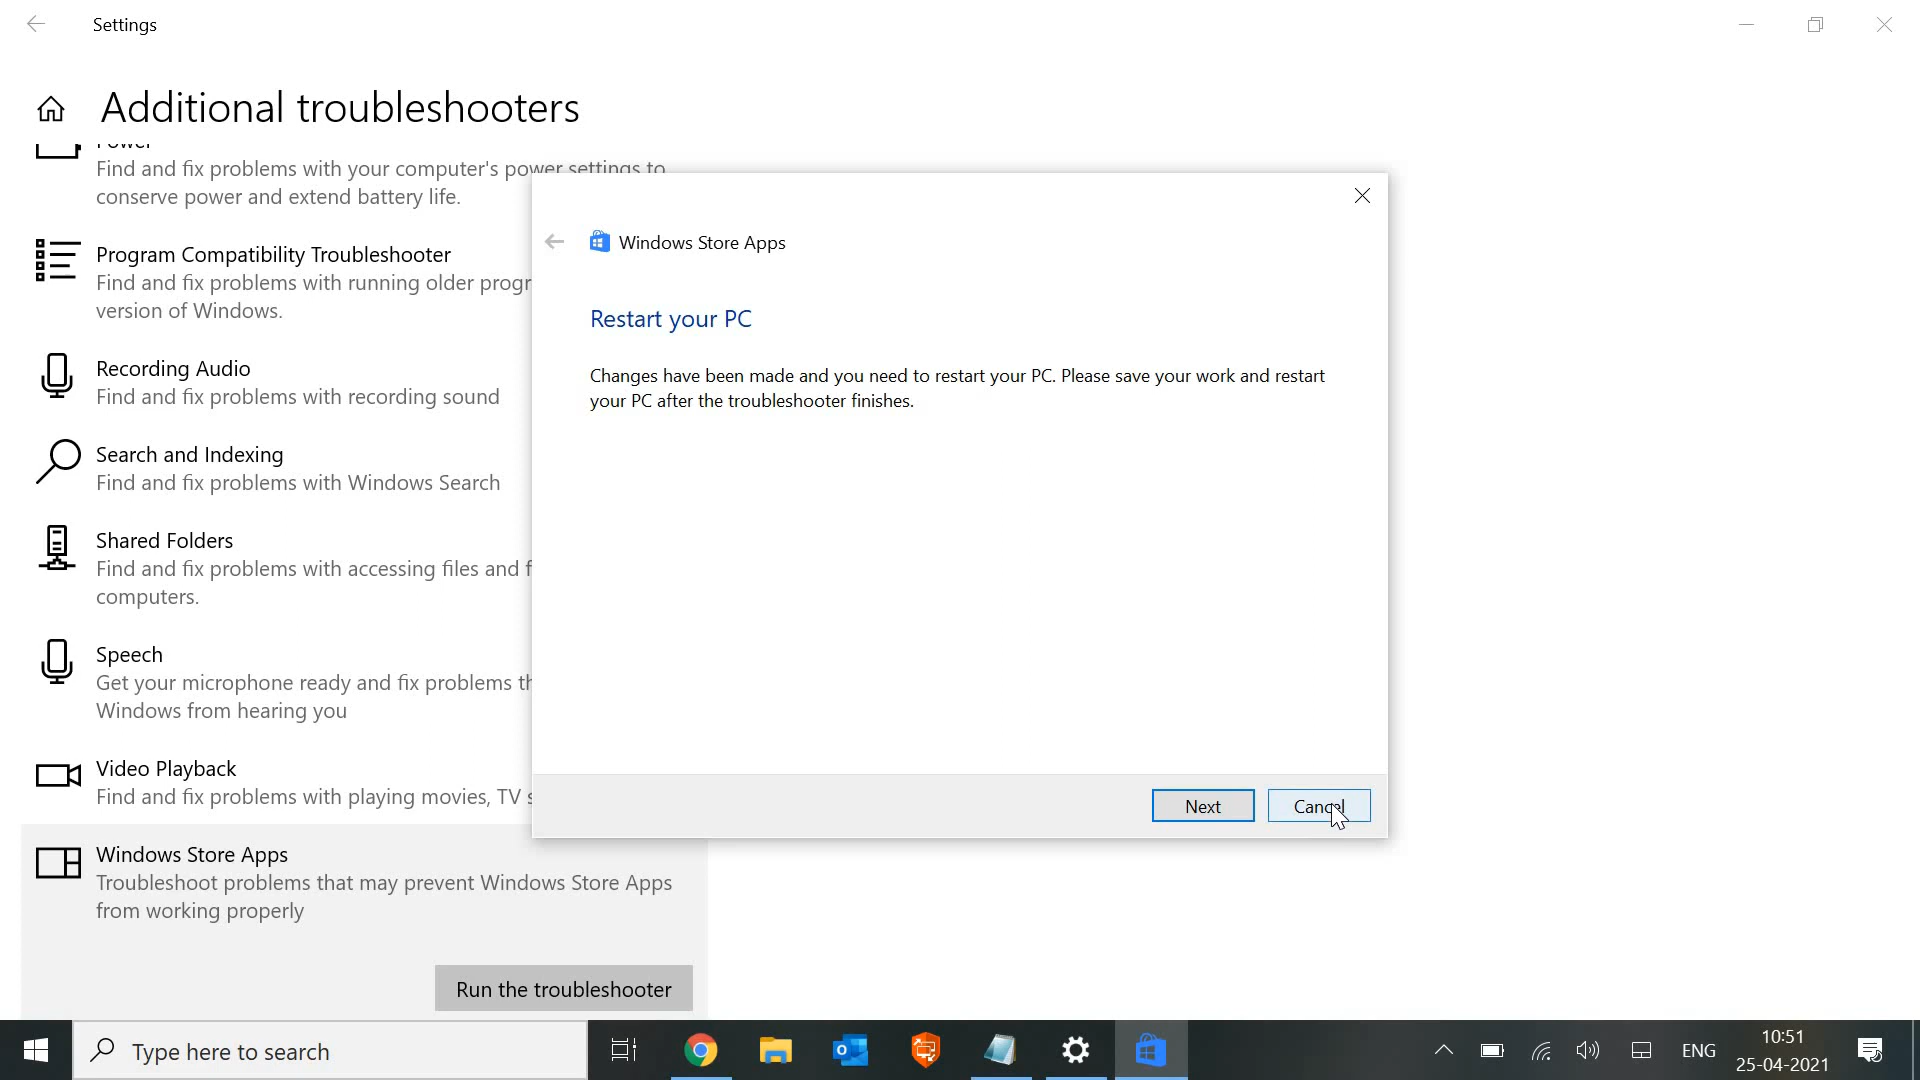 Settings
Additional troubleshooters
Power
Find and fix problems with your computer's power settings to
conserve power and extend battery life.
Program Compatibility Troubleshooter
Find and fix problems with running older progr
version of Windows.
Recording Audio
Find and fix problems with recording sound
Search and Indexing
Find and fix problems with Windows Search
Shared Folders
Find and fix problems with accessing files and f
computers.
Speech
Get your microphone ready and fix problems th
Windows from hearing you
Video Playback
Find and fix problems with playing movies, TV s
Windows Store Apps
Troubleshoot problems that may prevent Windows Store Apps
from working properly
Run the troubleshooter
Windows Store Apps
Restart your PC
Changes have been made and you need to restart your PC. Please save your work and restart
your PC after the troubleshooter finishes.
Next
Cancel
Type here to search
ENG
10:51
25-04-2021